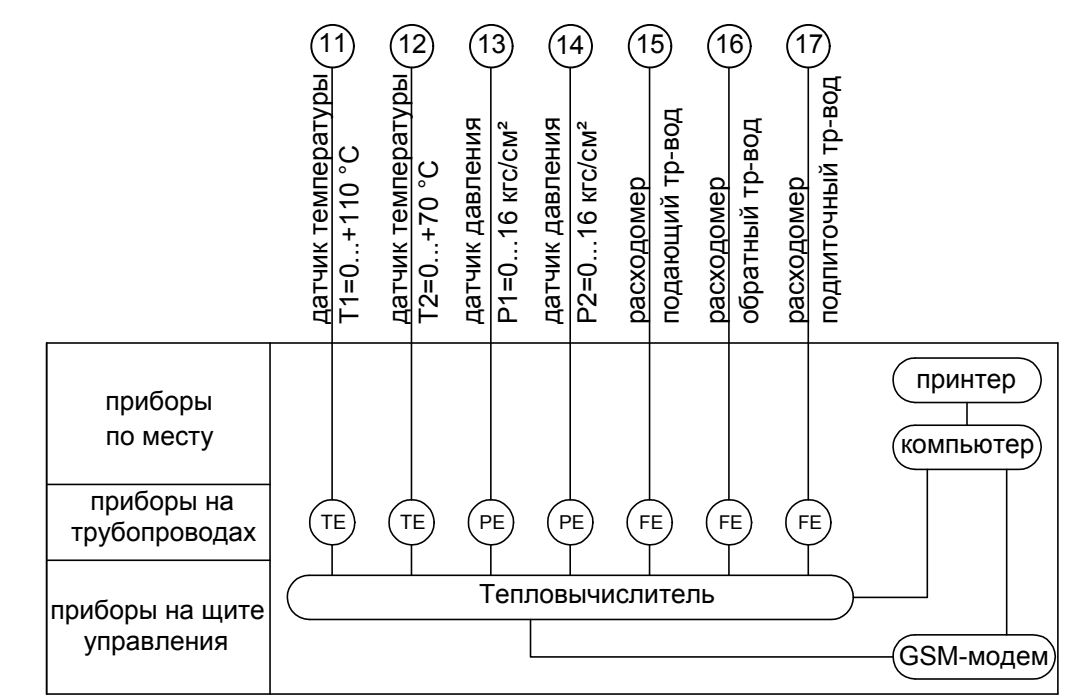 11
12
13
14
15
16
17
датчик температуры
T1=0...+110 °C
датчик температуры
T2=0...+70 °C
датчик давления
P1=0...16 кгс/см²
датчик давления
P2=0...16 кгс/см²
расходомер
подающий тр-вод
расходомер
обратный тр-вод
расходомер
подпиточный тр-вод
приборы
по месту
принтер
компьютер
приборы на
трубопроводах
TE
TE
PE
PE
FE
FE
FE
приборы на щите
управления
Тепловычислитель
GSM-модем